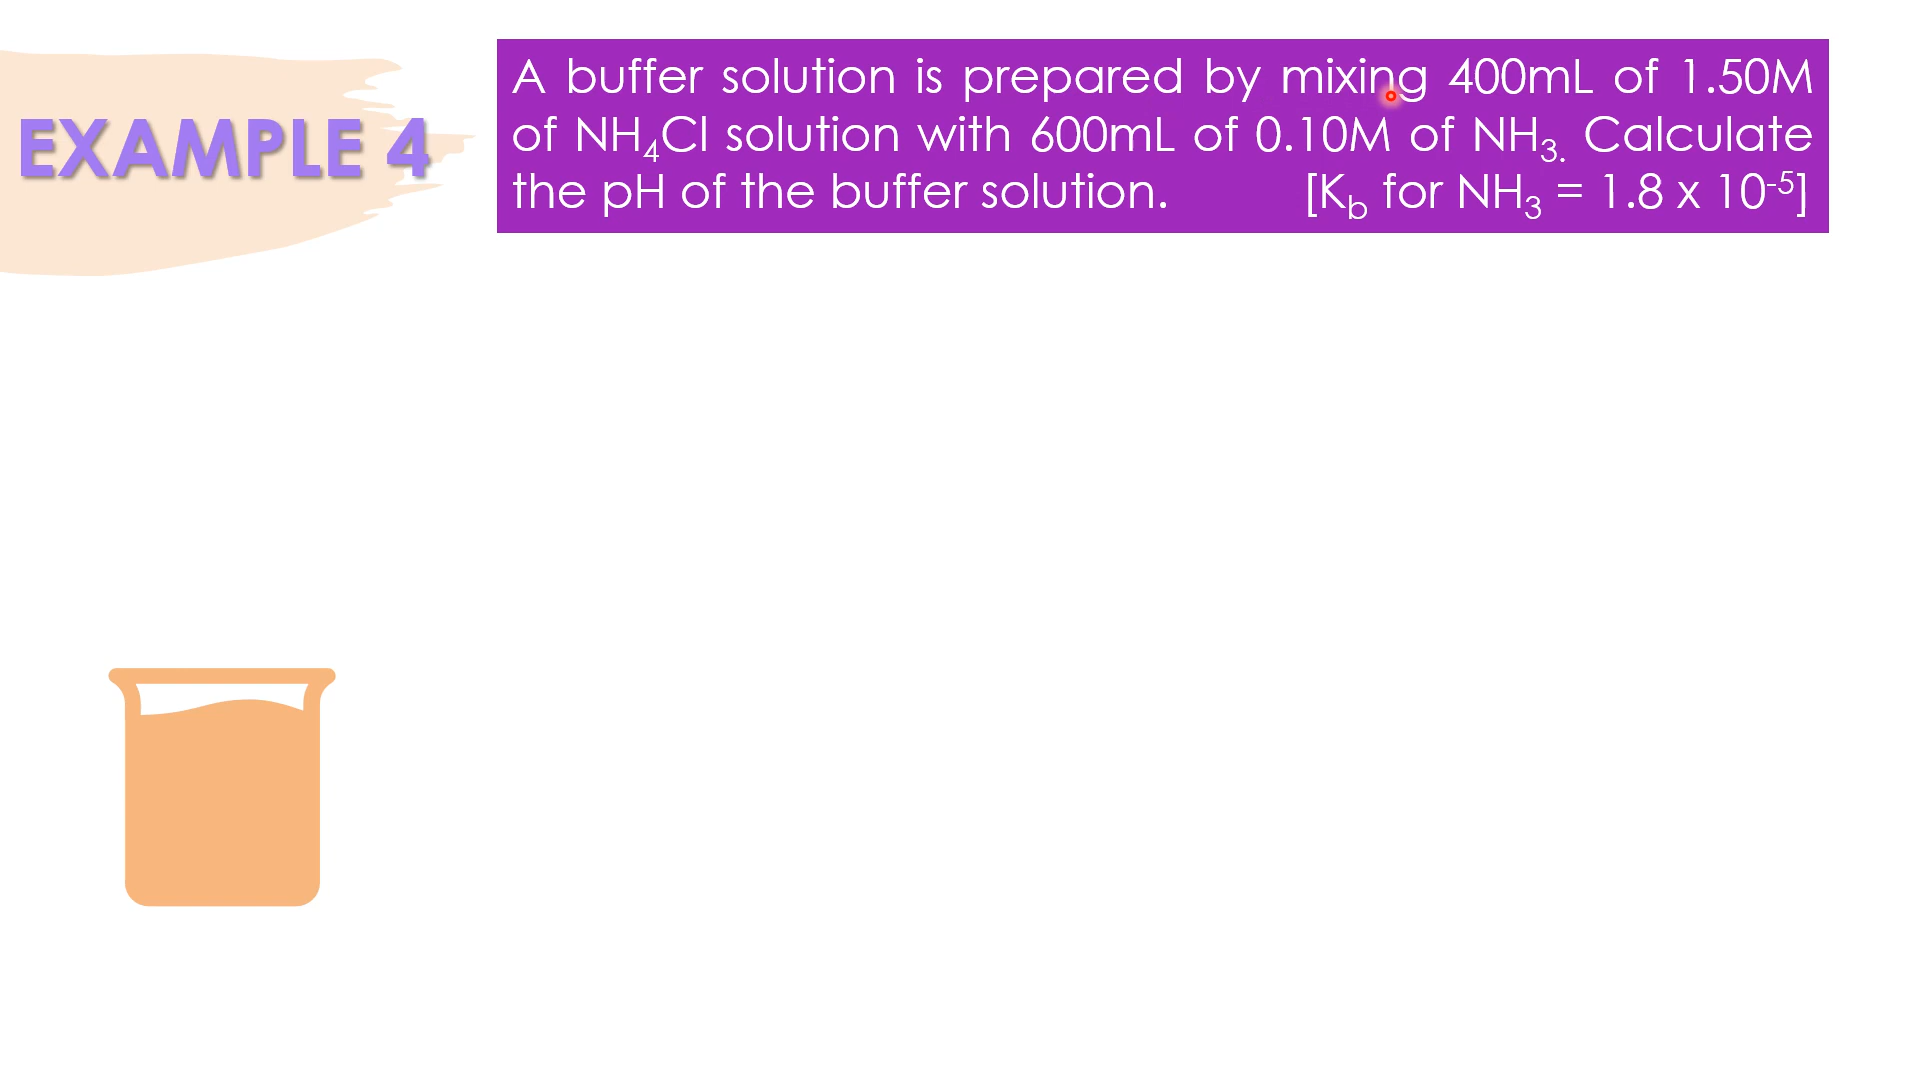 EXAMPLE 4
A buffer solution is prepared by mixing 400mL of 1.50M
of NH₄Cl solution with 600mL of 0.10M of NH₃. Calculate
the pH of the buffer solution. [K_b for NH₃ = 1.8 x 10⁻⁵]